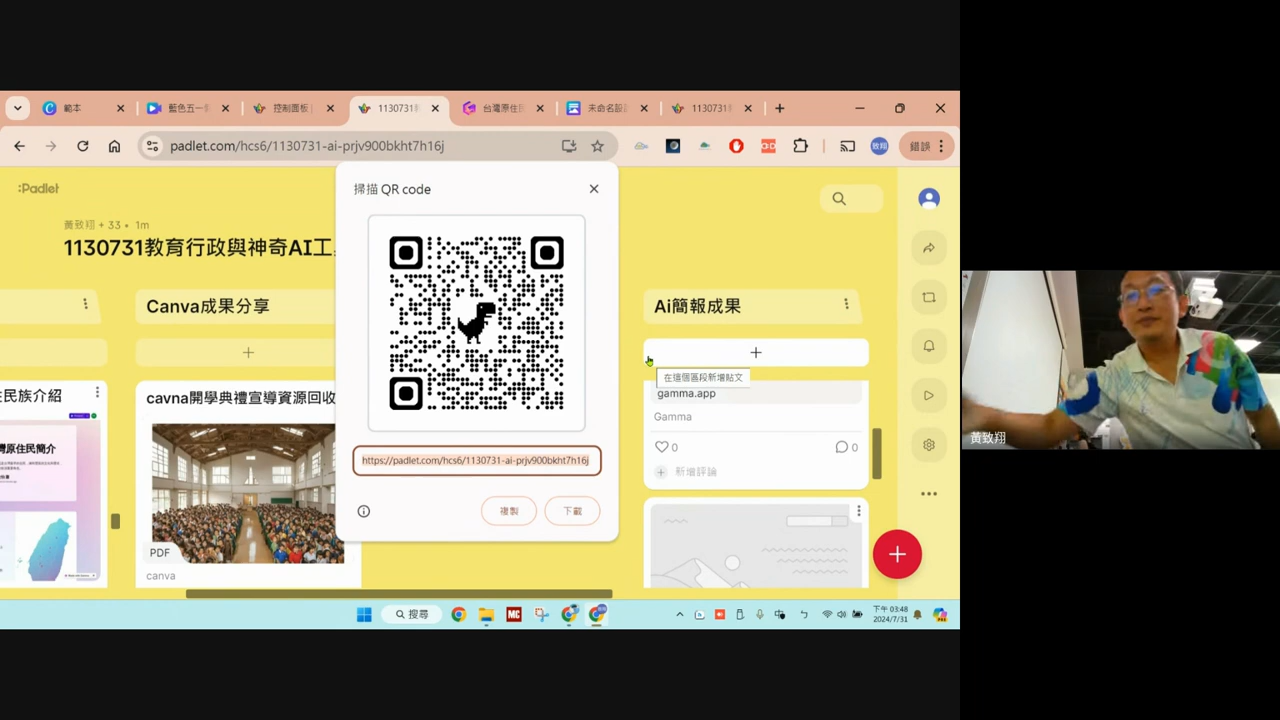 範本
藍色五一
控制面板
1130731
台灣原住民
未命名設計
1130731
padlet.com/hcs6/1130731-ai-prjv900bkht7h16j
致翔
錯誤
:Padlet
黃致翔 + 33 • 1m
1130731教育行政與神奇AI工
掃描 QR code
https://padlet.com/hcs6/1130731-ai-prjv900bkht7h16j
複製
下載
民族介紹
灣原住民簡介
Canva成果分享
cavna開學典禮宣導資源回收
PDF
canva
Ai簡報成果
在這個區段新增貼文
gamma.app
Gamma
0
0
新增評論
搜尋
MC
下午 03:48
2024/7/31
黃致翔